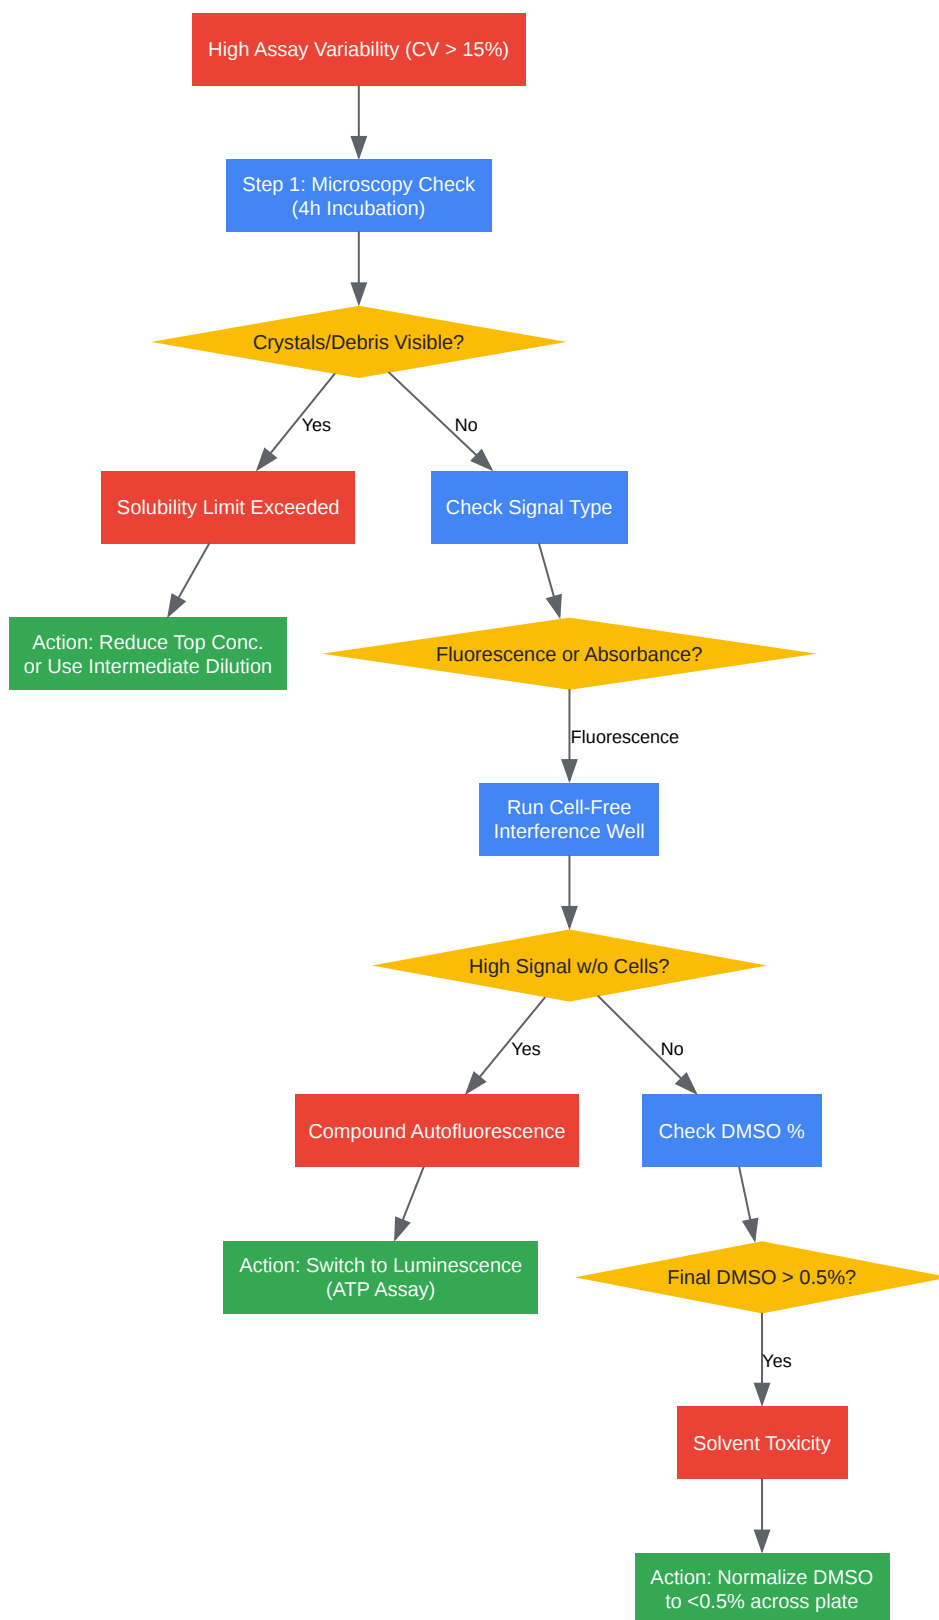 High Assay Variability (CV > 15%)
Step 1: Microscopy Check
(4h Incubation)
Crystals/Debris Visible?
Yes
No
Solubility Limit Exceeded
Check Signal Type
Action: Reduce Top Conc.
or Use Intermediate Dilution
Fluorescence or Absorbance?
Fluorescence
Run Cell-Free
Interference Well
High Signal w/o Cells?
Yes
No
Compound Autofluorescence
Check DMSO %
Action: Switch to Luminescence
(ATP Assay)
Final DMSO > 0.5%?
Yes
Solvent Toxicity
Action: Normalize DMSO
to <0.5% across plate